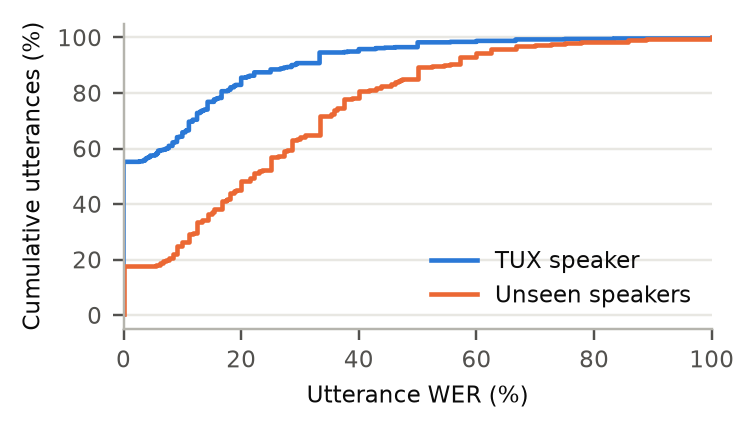 Cumulative utterances (%)
100
80
60
40
20
0
TUX speaker
Unseen speakers
0 20 40 60 80 100
Utterance WER (%)